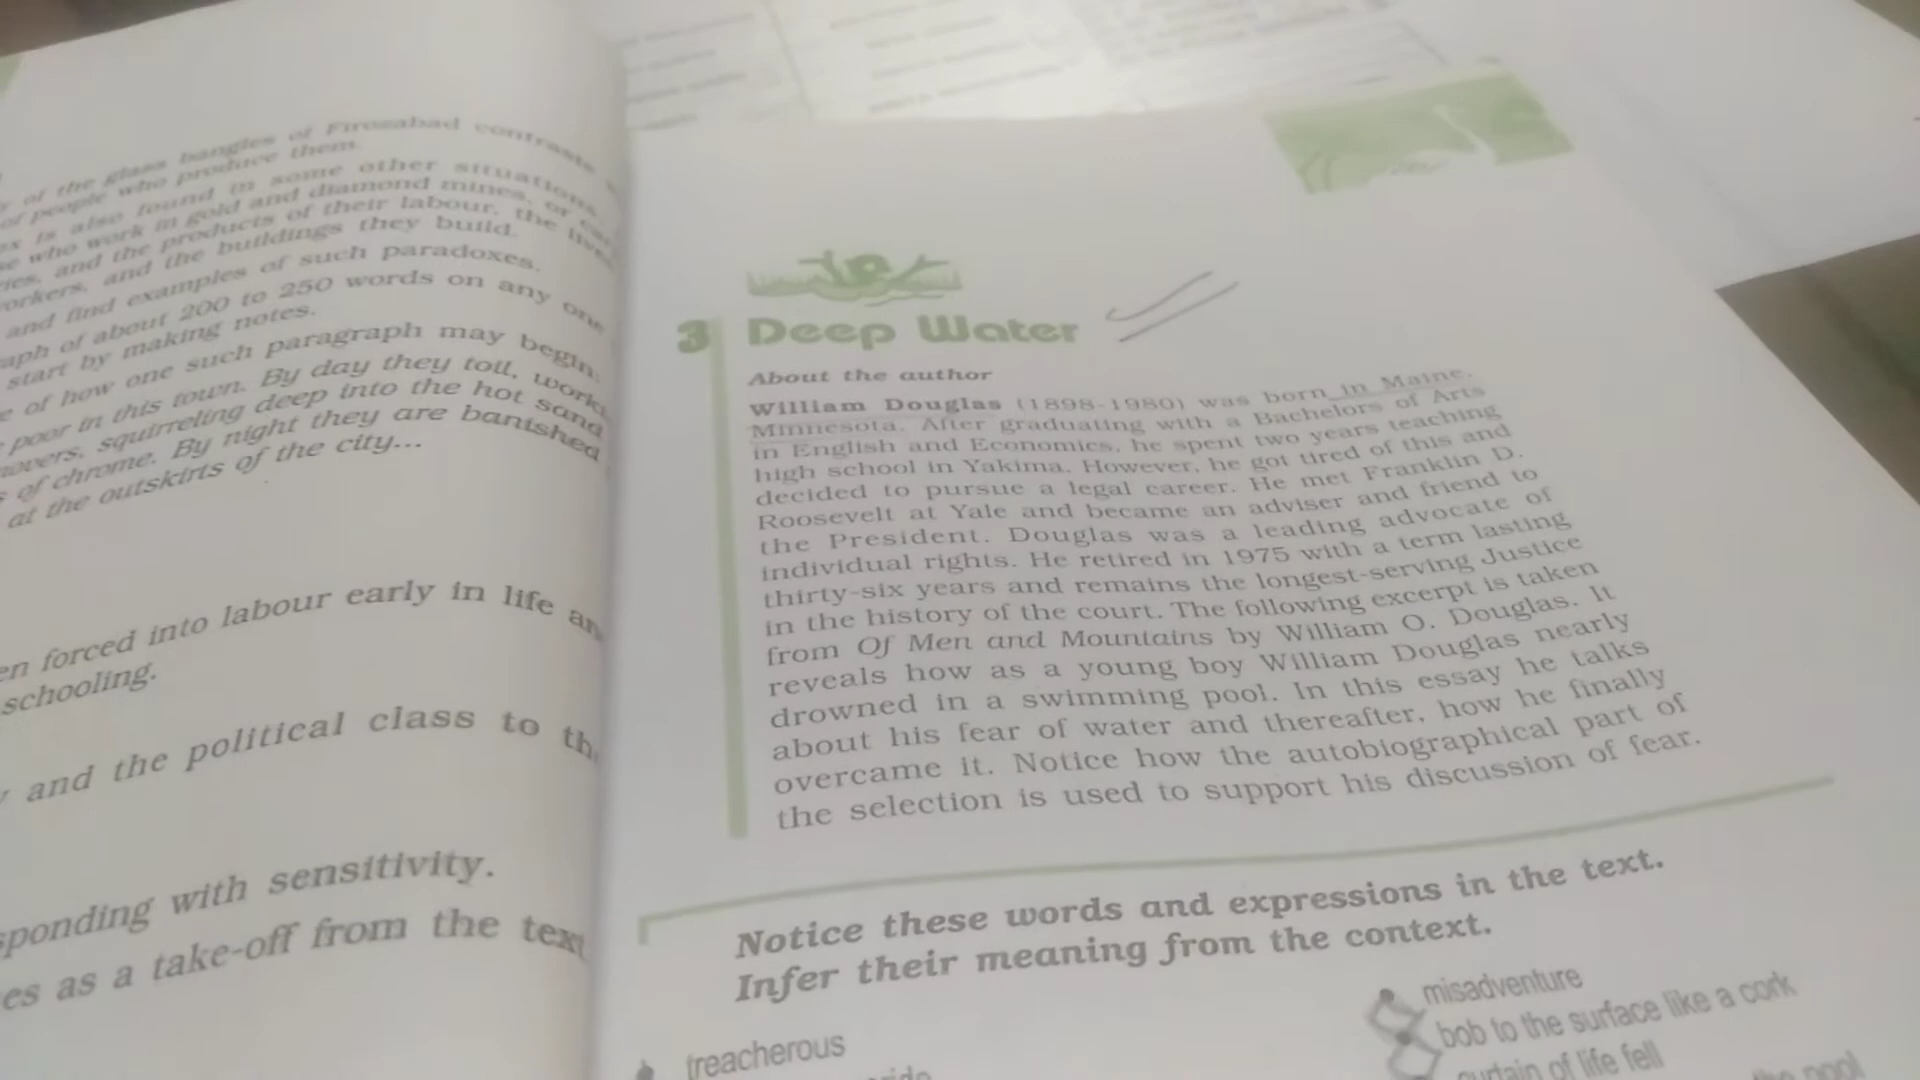 of the glass bangles of Firozabad contrasts
of people who produce them.
is also found in some other situations,
who work in gold and diamond mines, or
and the products of their labour, the lives
and the buildings they build.
and find examples of such paradoxes.
of about 200 to 250 words on any one
start by making notes.
of how one such paragraph may begin:
poor in this town. By day they toil,
squirreling deep into the hot sand
of chrome. By night they are banished
at the outskirts of the city...
forced into labour early in life
schooling.
and the political class to
with sensitivity.
as a take-off from the text
3 Deep Water
About the author
William Douglas (1898-1980) was born in Maine,
Minnesota. After graduating with a Bachelors of Arts
in English and Economics, he spent two years teaching
high school in Yakima. However, he got tired of this and
decided to pursue a legal career. He met Franklin D.
Roosevelt at Yale and became an adviser and friend to
the President. Douglas was a leading advocate of
individual rights. He retired in 1975 with a term lasting
thirty-six years and remains the longest-serving Justice
in the history of the court. The following excerpt is taken
from Of Men and Mountains by William O. Douglas. It
reveals how as a young boy William Douglas nearly
drowned in a swimming pool. In this essay he talks
about his fear of water and thereafter, how he finally
overcame it. Notice how the autobiographical part of
the selection is used to support his discussion of fear.
Notice these words and expressions in the text.
Infer their meaning from the context.
treacherous
misadventure
bob to the surface like a cork
curtain of life fell
the pool